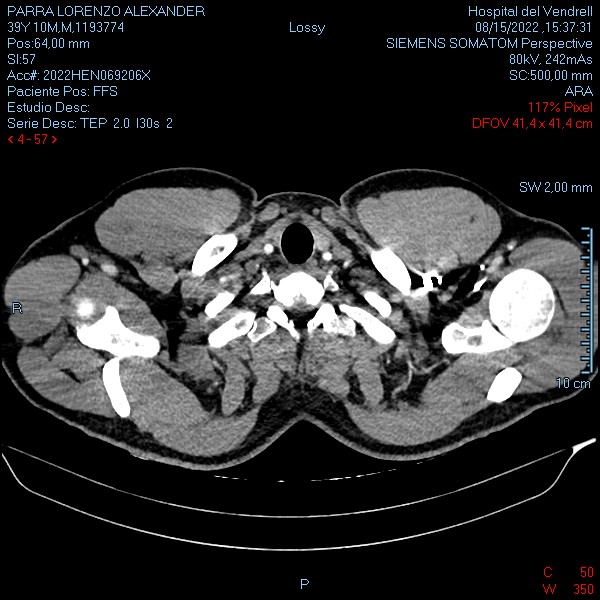 PARRA LORENZO ALEXANDER
39Y 10M,M,1193774
Pos:64,00 mm
SI:57
Acc#: 2022HEN069206X
Paciente Pos: FFS
Estudio Desc:
Serie Desc: TEP 2.0 I30s 2
< 4 - 57 >
Lossy
Hospital del Vendrell
08/15/2022 ,15:37:31
SIEMENS SOMATOM Perspective
80kV, 242mAs
SC:500,00 mm
ARA
117% Pixel
DFOV 41,4 x 41,4 cm
SW 2,00 mm
R
10 cm
P
C 50
W 350